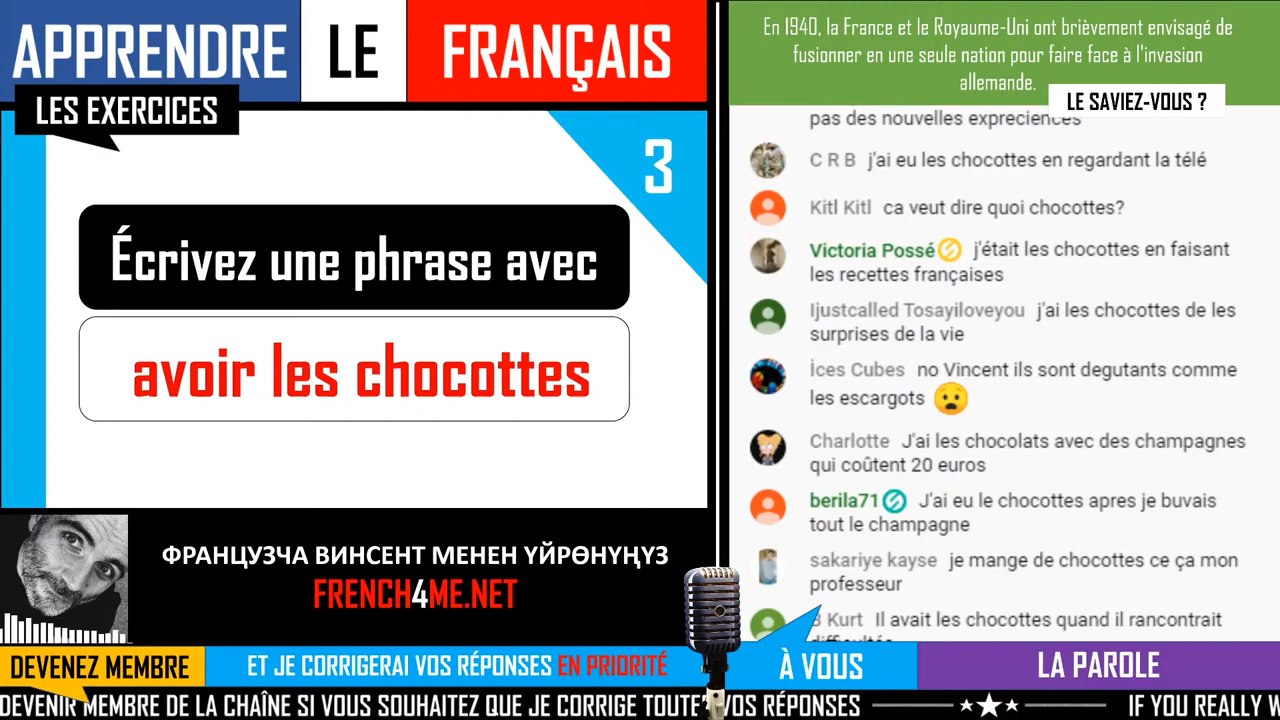 APPRENDRE LE FRANÇAIS
LES EXERCICES
3
Écrivez une phrase avec
avoir les chocottes
ФРАНЦУЗЧА ВИНСЕНТ МЕНЕН ҮЙРӨНҮҢҮЗ
FRENCH4ME.NET
En 1940, la France et le Royaume-Uni ont brièvement envisagé de
fusionner en une seule nation pour faire face à l'invasion
allemande.
LE SAVIEZ-VOUS ?
pas des nouvelles expreciences
C R B j'ai eu les chocottes en regardant la télé
Kitl Kitl ca veut dire quoi chocottes?
Victoria Possé j'était les chocottes en faisant
les recettes françaises
Ijustcalled Tosayiloveyou j'ai les chocottes de les
surprises de la vie
İces Cubes no Vincent ils sont degutants comme
les escargots
Charlotte J'ai les chocolats avec des champagnes
qui coûtent 20 euros
berila71 J'ai eu le chocottes apres je buvais
tout le champagne
sakariye kayse je mange de chocottes ce ça mon
professeur
B Kurt Il avait les chocottes quand il rencontrait
difficultés
DEVENEZ MEMBRE
ET JE CORRIGERAI VOS RÉPONSES EN PRIORITÉ
À VOUS
LA PAROLE
DEVENIR MEMBRE DE LA CHAÎNE SI VOUS SOUHAITEZ QUE JE CORRIGE TOUTES VOS RÉPONSES
IF YOU REALLY